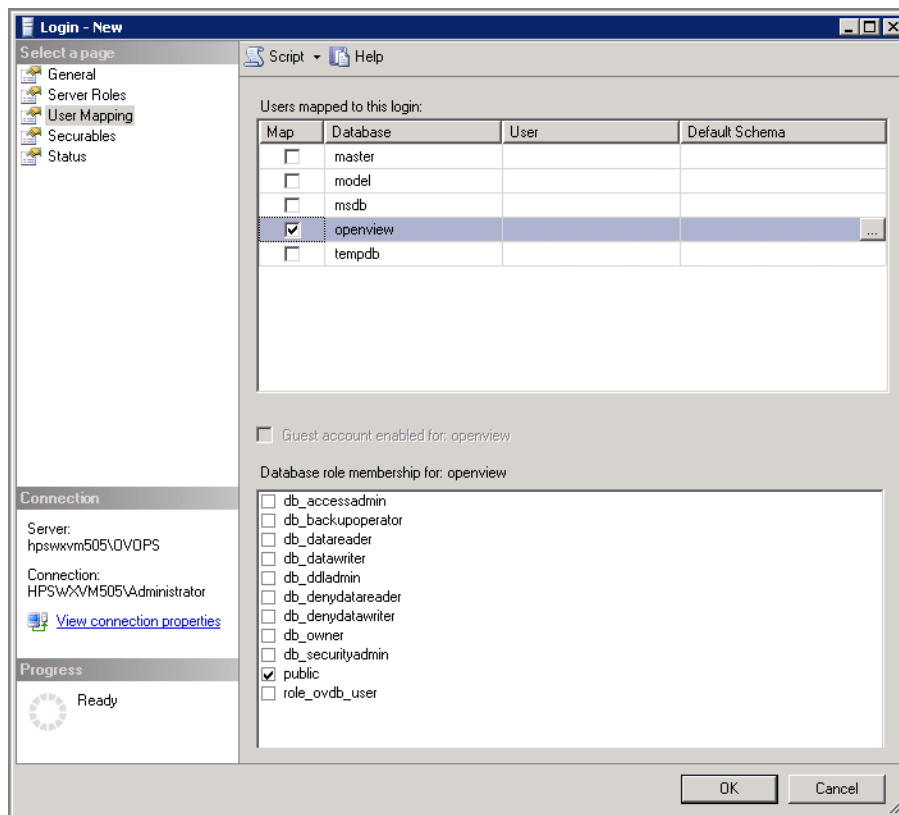 Login - New
Select a page
General
Server Roles
User Mapping
Securables
Status
Script Help
Users mapped to this login:
Map Database User Default Schema
master
model
msdb
openview ...
tempdb
Guest account enabled for: openview
Database role membership for: openview
db_accessadmin
db_backupoperator
db_datareader
db_datawriter
db_ddladmin
db_denydatareader
db_denydatawriter
db_owner
db_securityadmin
public
role_ovdb_user
Connection
Server:
hpswxvm505\OVOPS
Connection:
HPSWXVM505\Administrator
View connection properties
Progress
Ready
OK Cancel